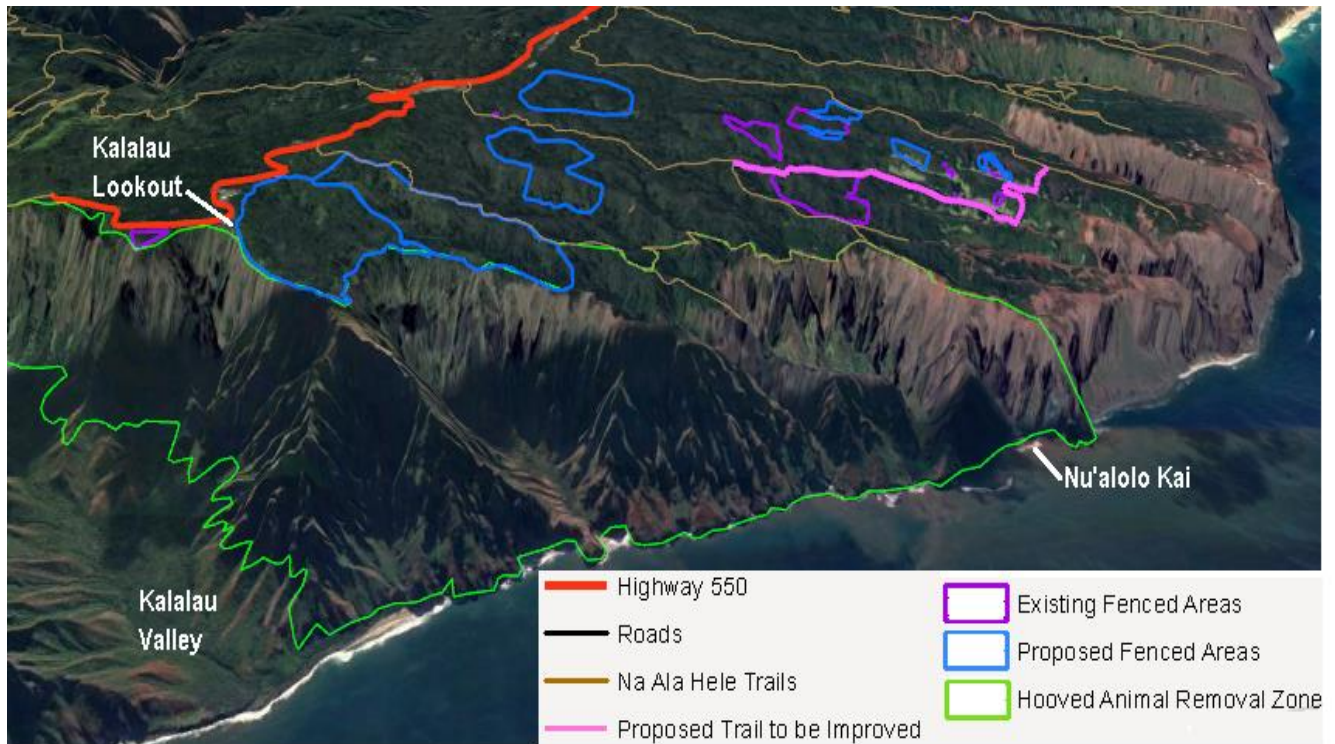 Kalalau
Lookout
Nu'alolo Kai
Kalalau
Valley
Highway 550
Roads
Na Ala Hele Trails
Proposed Trail to be Improved
Existing Fenced Areas
Proposed Fenced Areas
Hooved Animal Removal Zone